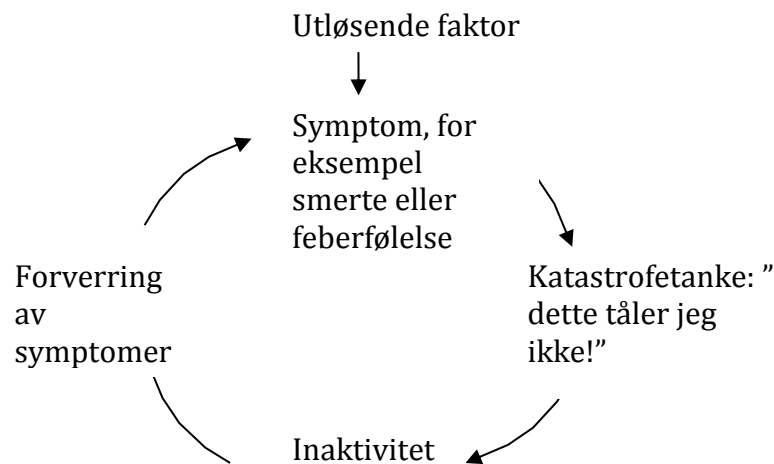 Utløsende faktor
Symptom, for
eksempel
smerte eller
feberfølelse
Katastrofetanke: ”
dette tåler jeg
ikke!”
Inaktivitet
Forverring
av
symptomer